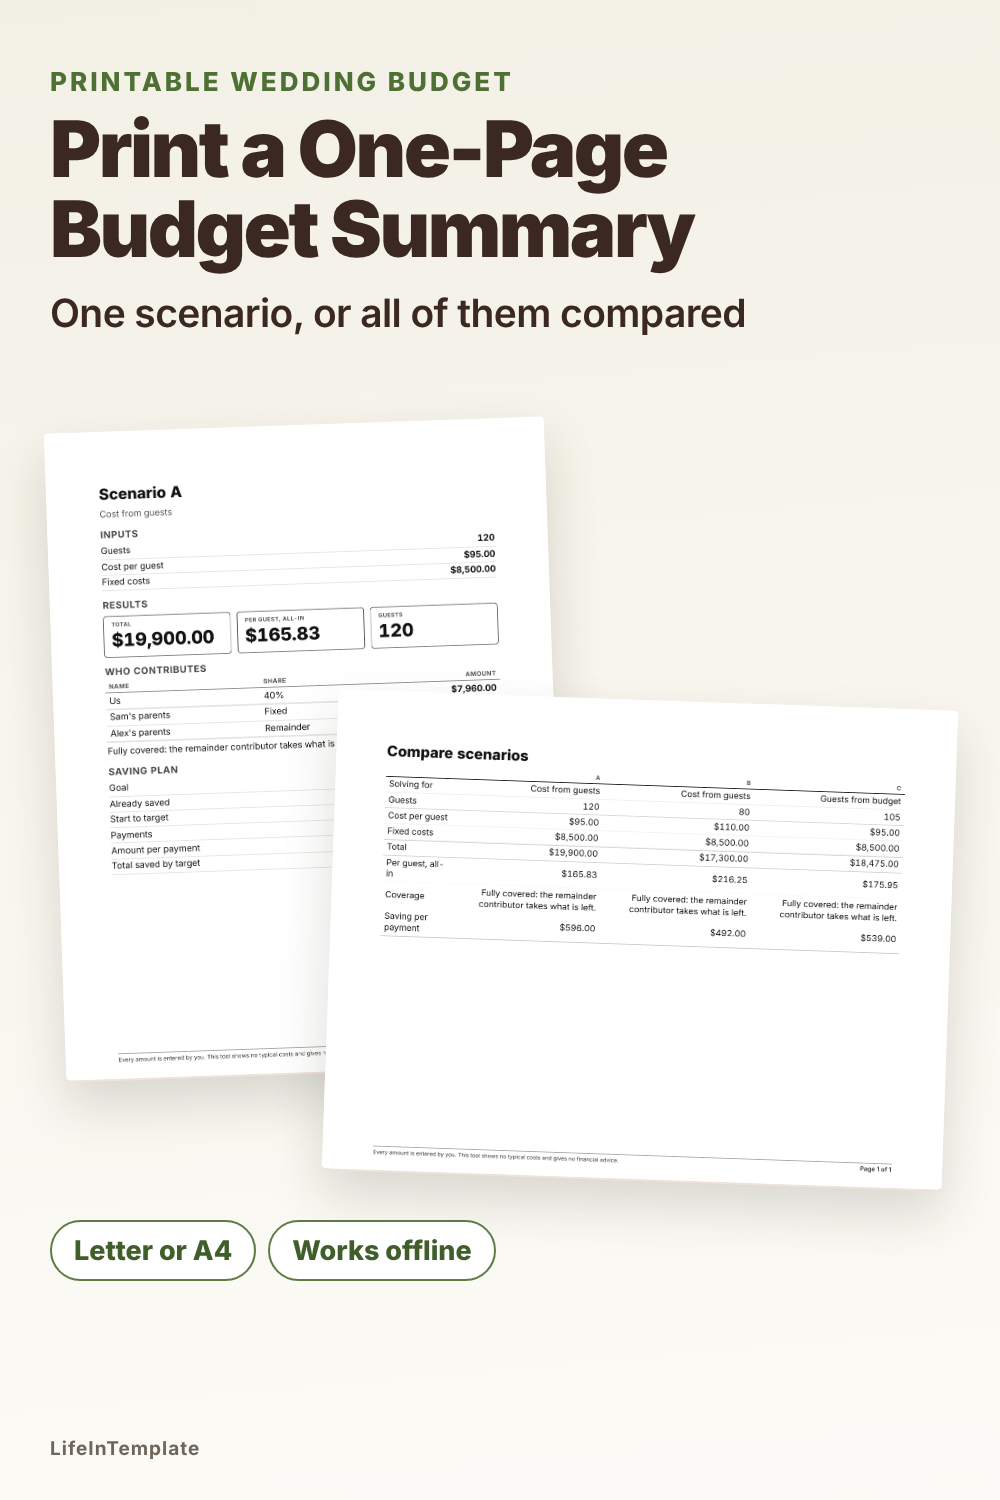 PRINTABLE WEDDING BUDGET
Print a One-Page
Budget Summary
One scenario, or all of them compared
Scenario A
Cost from guests
INPUTS
Guests 120
Cost per guest $95.00
Fixed costs $8,500.00
RESULTS
TOTAL PER GUEST, ALL-IN GUESTS
$19,900.00 $165.83 120
WHO CONTRIBUTES
NAME SHARE AMOUNT
Us 40% $7,960.00
Sam's parents Fixed
Alex's parents Remainder
Fully covered: the remainder contributor takes what is
SAVING PLAN
Goal
Already saved
Start to target
Payments
Amount per payment
Total saved by target
Every amount is entered by you. This tool shows no typical costs and gives
Compare scenarios
A B C
Solving for Cost from guests Cost from guests Guests from budget
Guests 120 80 105
Cost per guest $95.00 $110.00 $95.00
Fixed costs $8,500.00 $8,500.00 $8,500.00
Total $19,900.00 $17,300.00 $18,475.00
Per guest, all-
in $165.83 $216.25 $175.95
Coverage Fully covered: the remainder Fully covered: the remainder Fully covered: the remainder
contributor takes what is left. contributor takes what is left. contributor takes what is left.
Saving per
payment $596.00 $492.00 $539.00
Every amount is entered by you. This tool shows no typical costs and gives no financial advice.
Page 1 of 1
Letter or A4
Works offline
LifeInTemplate